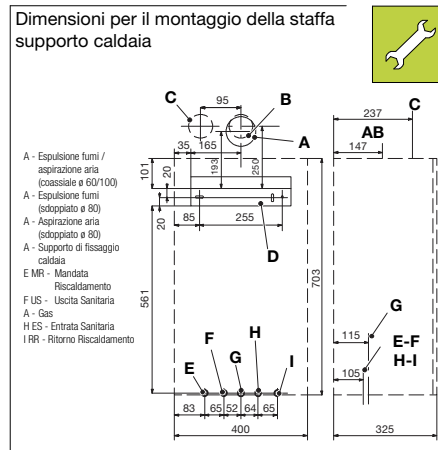 Dimensioni per il montaggio della staffa
supporto caldaia
C
95
B
A
237
C
AB
147
35
165
193
250
101
20
A - Espulsione fumi /
aspirazione aria
(coassiale ø 60/100)
A - Espulsione fumi
(sdoppiato ø 80)
A - Aspirazione aria
(sdoppiato ø 80)
A - Supporto di fissaggio
caldaia
E MR - Mandata
Riscaldamento
F US - Uscita Sanitaria
A - Gas
H ES - Entrata Sanitaria
I RR - Ritorno Riscaldamento
20
85
255
D
561
703
G
115
E-F
H-I
105
E
F
G
H
I
83
65
52
64
65
400
325